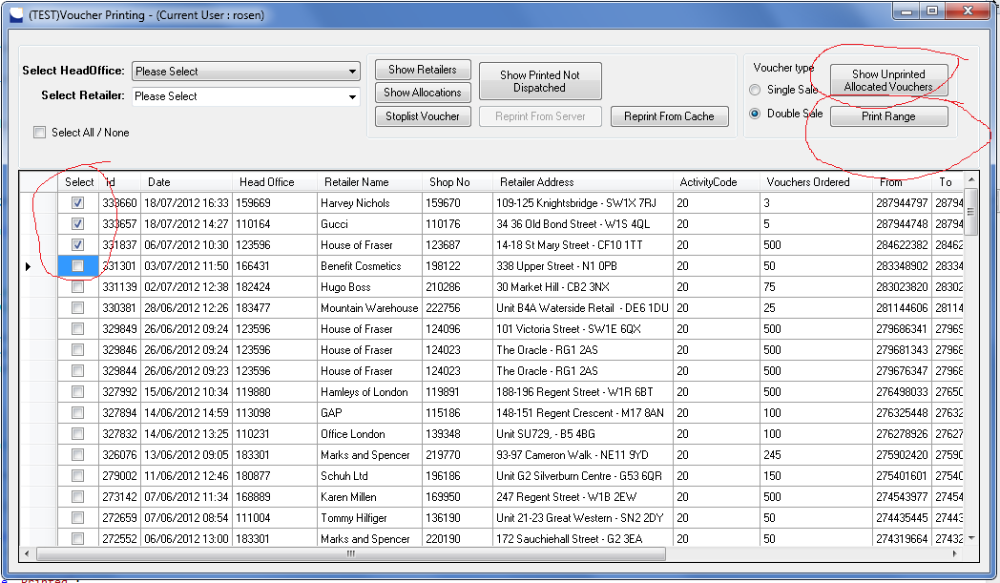 (TEST)Voucher Printing - (Current User : rosen)
Select HeadOffice: Please Select
Select Retailer: Please Select
Select All / None
Show Retailers
Show Allocations
Stoplist Voucher
Show Printed Not
Dispatched
Reprint From Server
Reprint From Cache
Voucher type
Single Sale
Double Sale
Show Unprinted
Allocated Vouchers
Print Range
Select Id Date Head Office Retailer Name Shop No Retailer Address ActivityCode Vouchers Ordered From To
333660 18/07/2012 16:33 159669 Harvey Nichols 159670 109-125 Knightsbridge - SW1X 7RJ 20 3 287944797 28794
333657 18/07/2012 14:27 110164 Gucci 110176 34 36 Old Bond Street - W1S 4QL 20 5 287944748 28794
331837 06/07/2012 10:30 123596 House of Fraser 123687 14-18 St Mary Street - CF10 1TT 20 500 284622382 28462
331301 03/07/2012 11:50 166431 Benefit Cosmetics 198122 338 Upper Street - N1 0PB 20 50 283348902 28334
331139 02/07/2012 12:38 182424 Hugo Boss 210286 30 Market Hill - CB2 3NX 20 75 283023820 28302
330381 28/06/2012 12:26 183477 Mountain Warehouse 222756 Unit B4A Waterside Retail - DE6 1DU 20 25 281144606 28114
329849 26/06/2012 09:24 123596 House of Fraser 124096 101 Victoria Street - SW1E 6QX 20 500 279686341 27968
329846 26/06/2012 09:24 123596 House of Fraser 124023 The Oracle - RG1 2AS 20 500 279681343 27968
329844 26/06/2012 09:23 123596 House of Fraser 124023 The Oracle - RG1 2AS 20 500 279676347 27968
327992 15/06/2012 10:34 119880 Hamleys of London 119891 188-196 Regent Street - W1R 6BT 20 500 276498033 27650
327894 14/06/2012 14:59 113098 GAP 115186 148-151 Regent Crescent - M17 8AN 20 100 276325448 27632
327832 14/06/2012 13:25 110231 Office London 139348 Unit SU729, - B5 4BG 20 100 276278926 27627
326076 13/06/2012 09:05 183301 Marks and Spencer 219770 93-97 Cameron Walk - NE11 9YD 20 245 275902420 27590
279002 11/06/2012 12:46 180877 Schuh Ltd 196186 Unit G2 Silverburn Centre - G53 6QR 20 150 275401601 27540
273142 07/06/2012 11:34 168889 Karen Millen 169950 247 Regent Street - W1B 2EW 20 500 274543977 27454
272659 07/06/2012 08:54 111004 Tommy Hilfiger 136190 Unit 21-23 Great Western - SN2 2DY 20 50 274435445 27443
272552 06/06/2012 13:00 183301 Marks and Spencer 220190 172 Sauchiehall Street - G2 3EA 20 50 274319664 27432